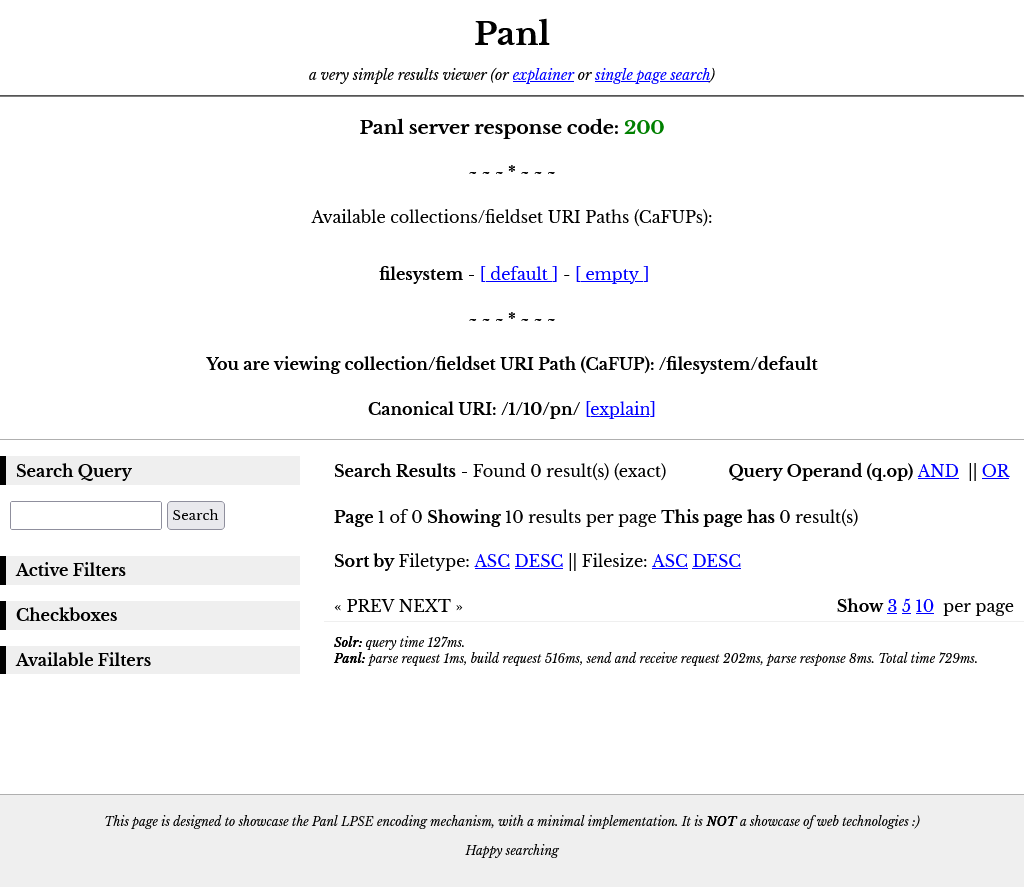 Panl
a very simple results viewer (or explainer or single page search)
Panl server response code: 200
~ ~ ~ * ~ ~ ~
Available collections/fieldset URI Paths (CaFUPs):
filesystem - [ default ] - [ empty ]
~ ~ ~ * ~ ~ ~
You are viewing collection/fieldset URI Path (CaFUP): /filesystem/default
Canonical URI: /1/10/pn/ [explain]
Search Query
Search
Active Filters
Checkboxes
Available Filters
Search Results - Found 0 result(s) (exact) Query Operand (q.op) AND || OR
Page 1 of 0 Showing 10 results per page This page has 0 result(s)
Sort by Filetype: ASC DESC || Filesize: ASC DESC
« PREV NEXT » Show 3 5 10 per page
Solr: query time 127ms.
Panl: parse request 1ms, build request 516ms, send and receive request 202ms, parse response 8ms. Total time 729ms.
This page is designed to showcase the Panl LPSE encoding mechanism, with a minimal implementation. It is NOT a showcase of web technologies :)
Happy searching